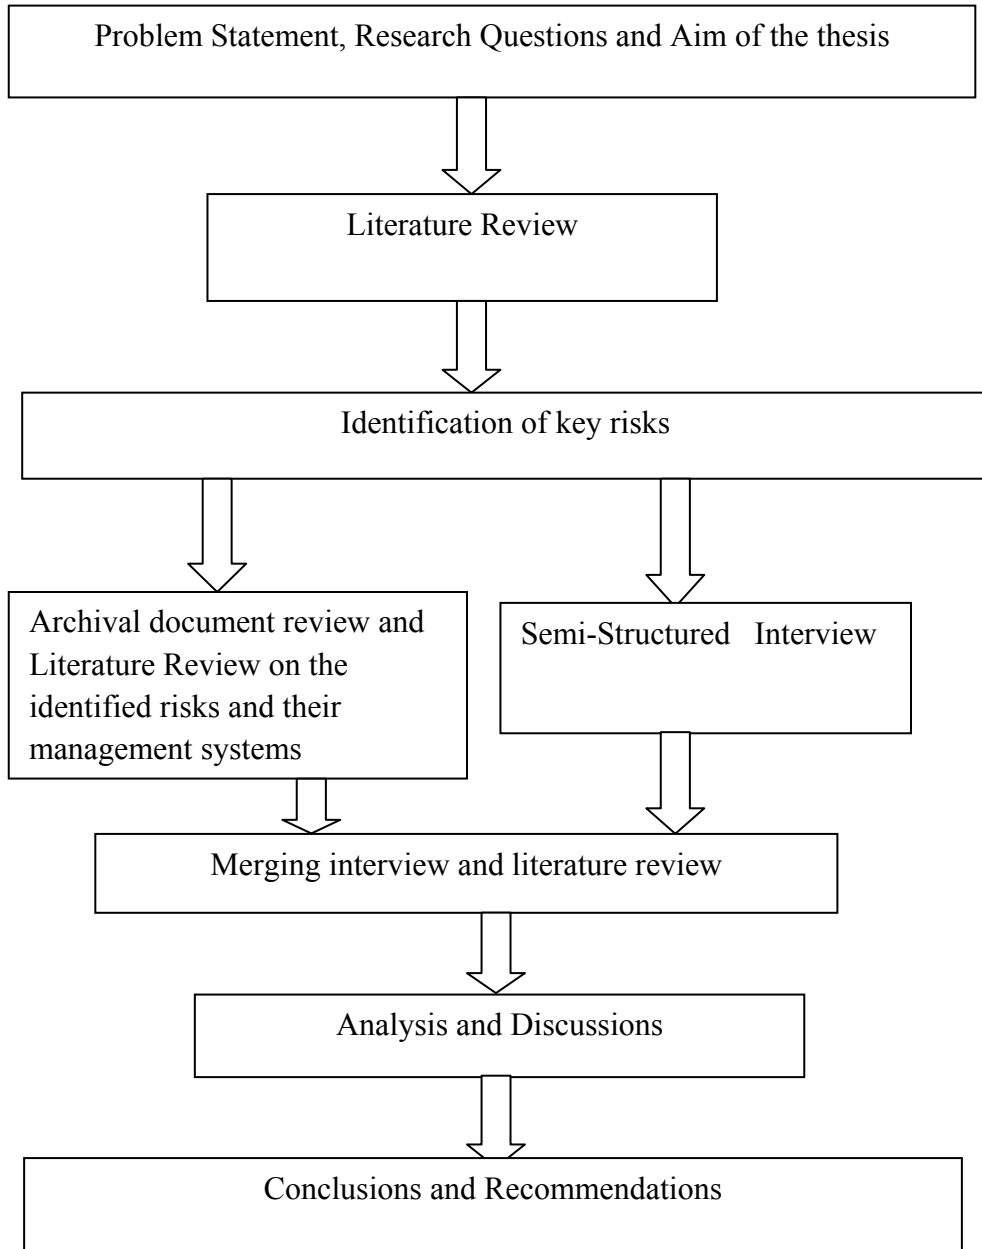 Problem Statement, Research Questions and Aim of the thesis
Literature Review
Identification of key risks
Archival document review and
Literature Review on the
identified risks and their
management systems
Semi-Structured Interview
Merging interview and literature review
Analysis and Discussions
Conclusions and Recommendations